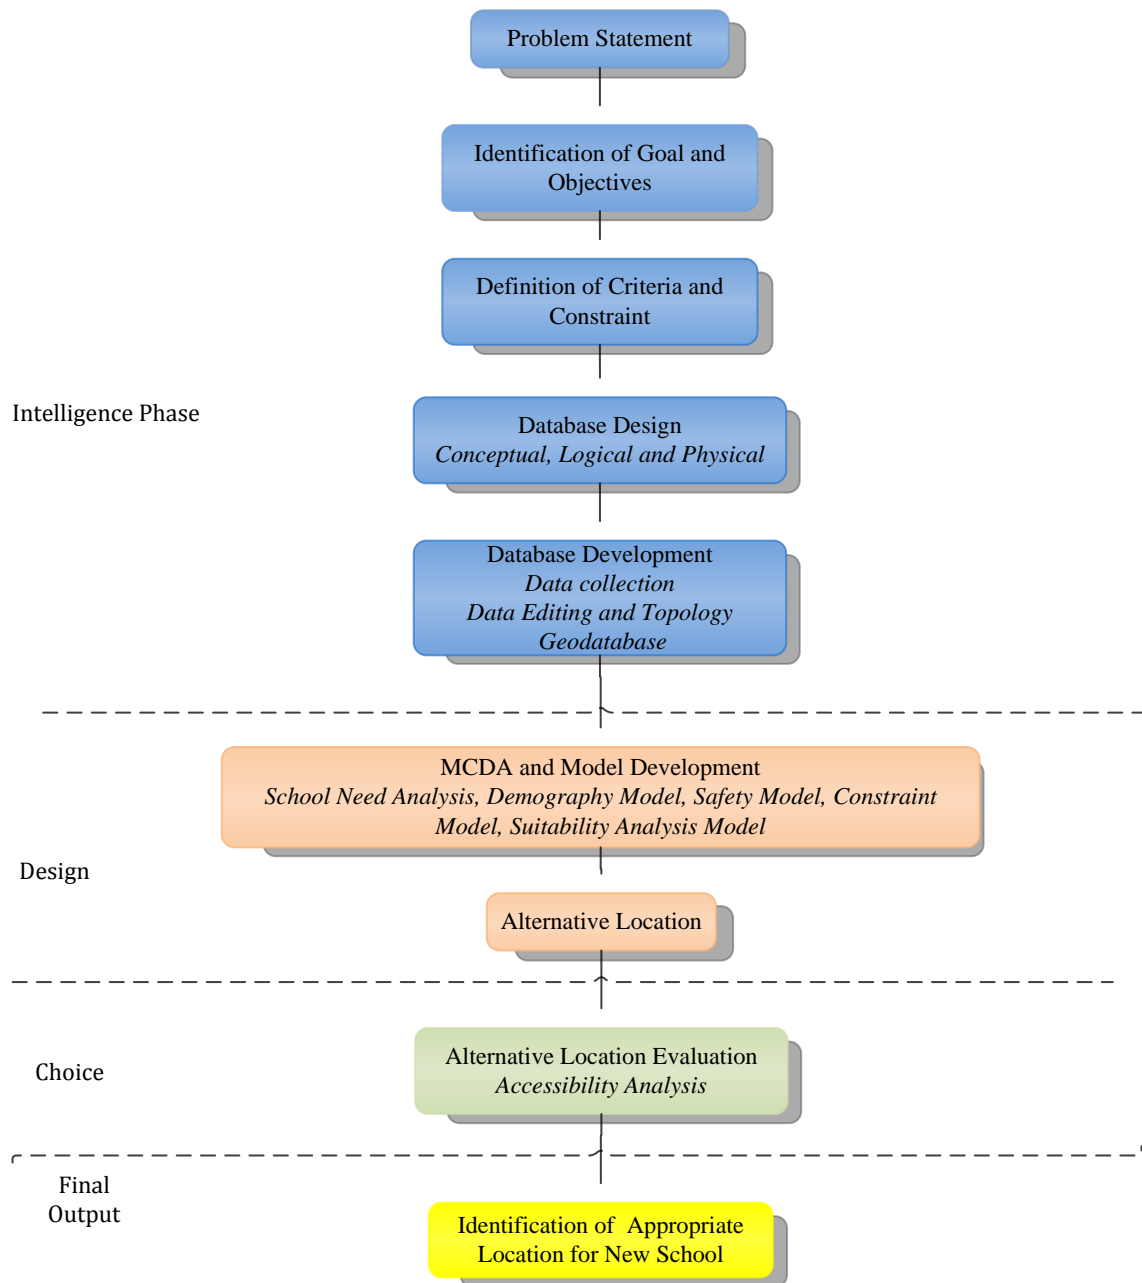 Problem Statement
Identification of Goal and
Objectives
Definition of Criteria and
Constraint
Intelligence Phase
Database Design
Conceptual, Logical and Physical
Database Development
Data collection
Data Editing and Topology
Geodatabase
MCDA and Model Development
School Need Analysis, Demography Model, Safety Model, Constraint
Model, Suitability Analysis Model
Design
Alternative Location
Choice
Alternative Location Evaluation
Accessibility Analysis
Final
Output
Identification of  Appropriate
Location for New School